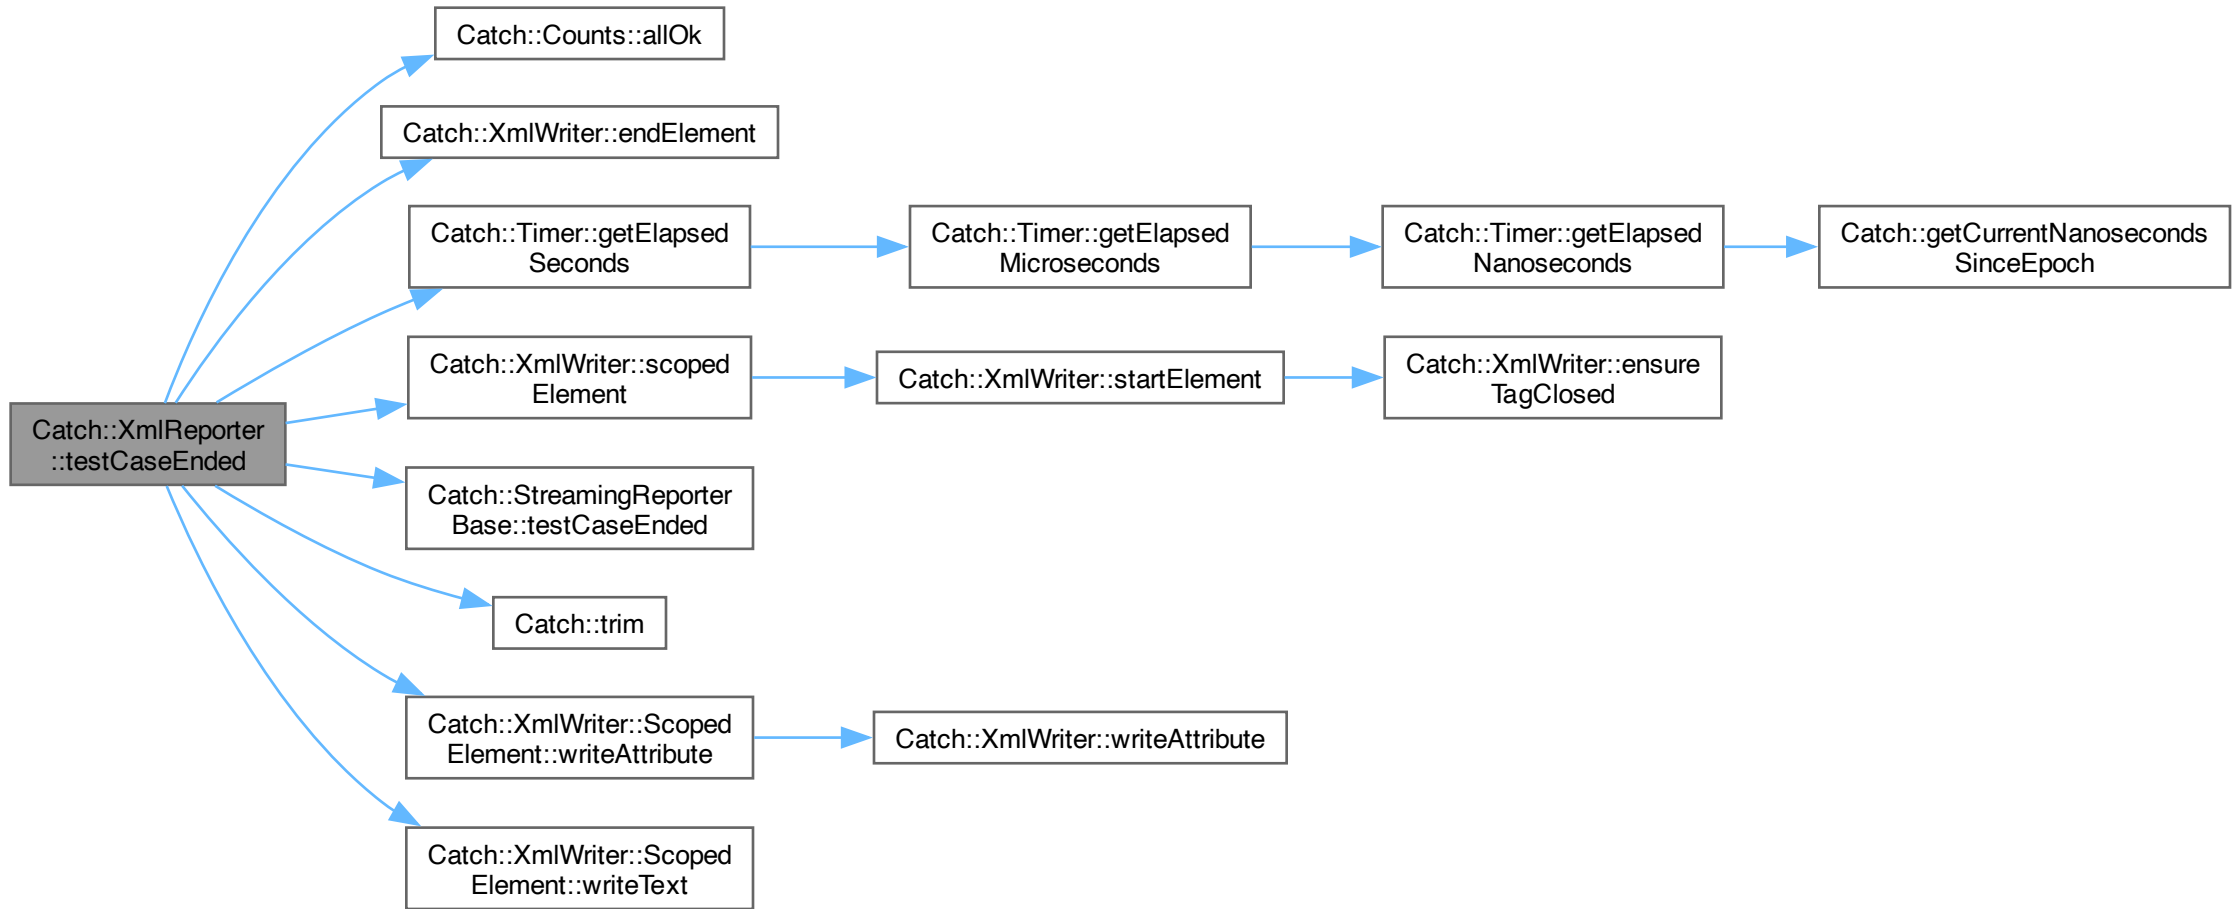 Catch::Counts::allOk
Catch::XmlWriter::endElement
Catch::Timer::getElapsed
Seconds
Catch::Timer::getElapsed
Microseconds
Catch::Timer::getElapsed
Nanoseconds
Catch::getCurrentNanoseconds
SinceEpoch
Catch::XmlWriter::scoped
Element
Catch::XmlWriter::startElement
Catch::XmlWriter::ensure
TagClosed
Catch::XmlReporter
::testCaseEnded
Catch::StreamingReporter
Base::testCaseEnded
Catch::trim
Catch::XmlWriter::Scoped
Element::writeAttribute
Catch::XmlWriter::writeAttribute
Catch::XmlWriter::Scoped
Element::writeText